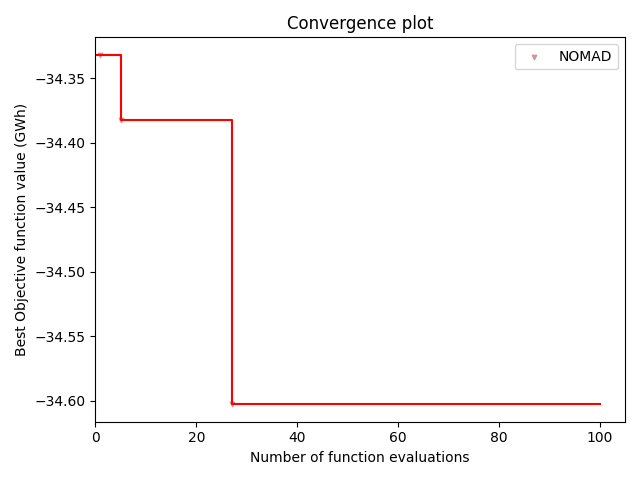 Convergence plot
NOMAD
−34.35
−34.40
−34.45
−34.50
−34.55
−34.60
Best Objective function value (GWh)
0 20 40 60 80 100
Number of function evaluations